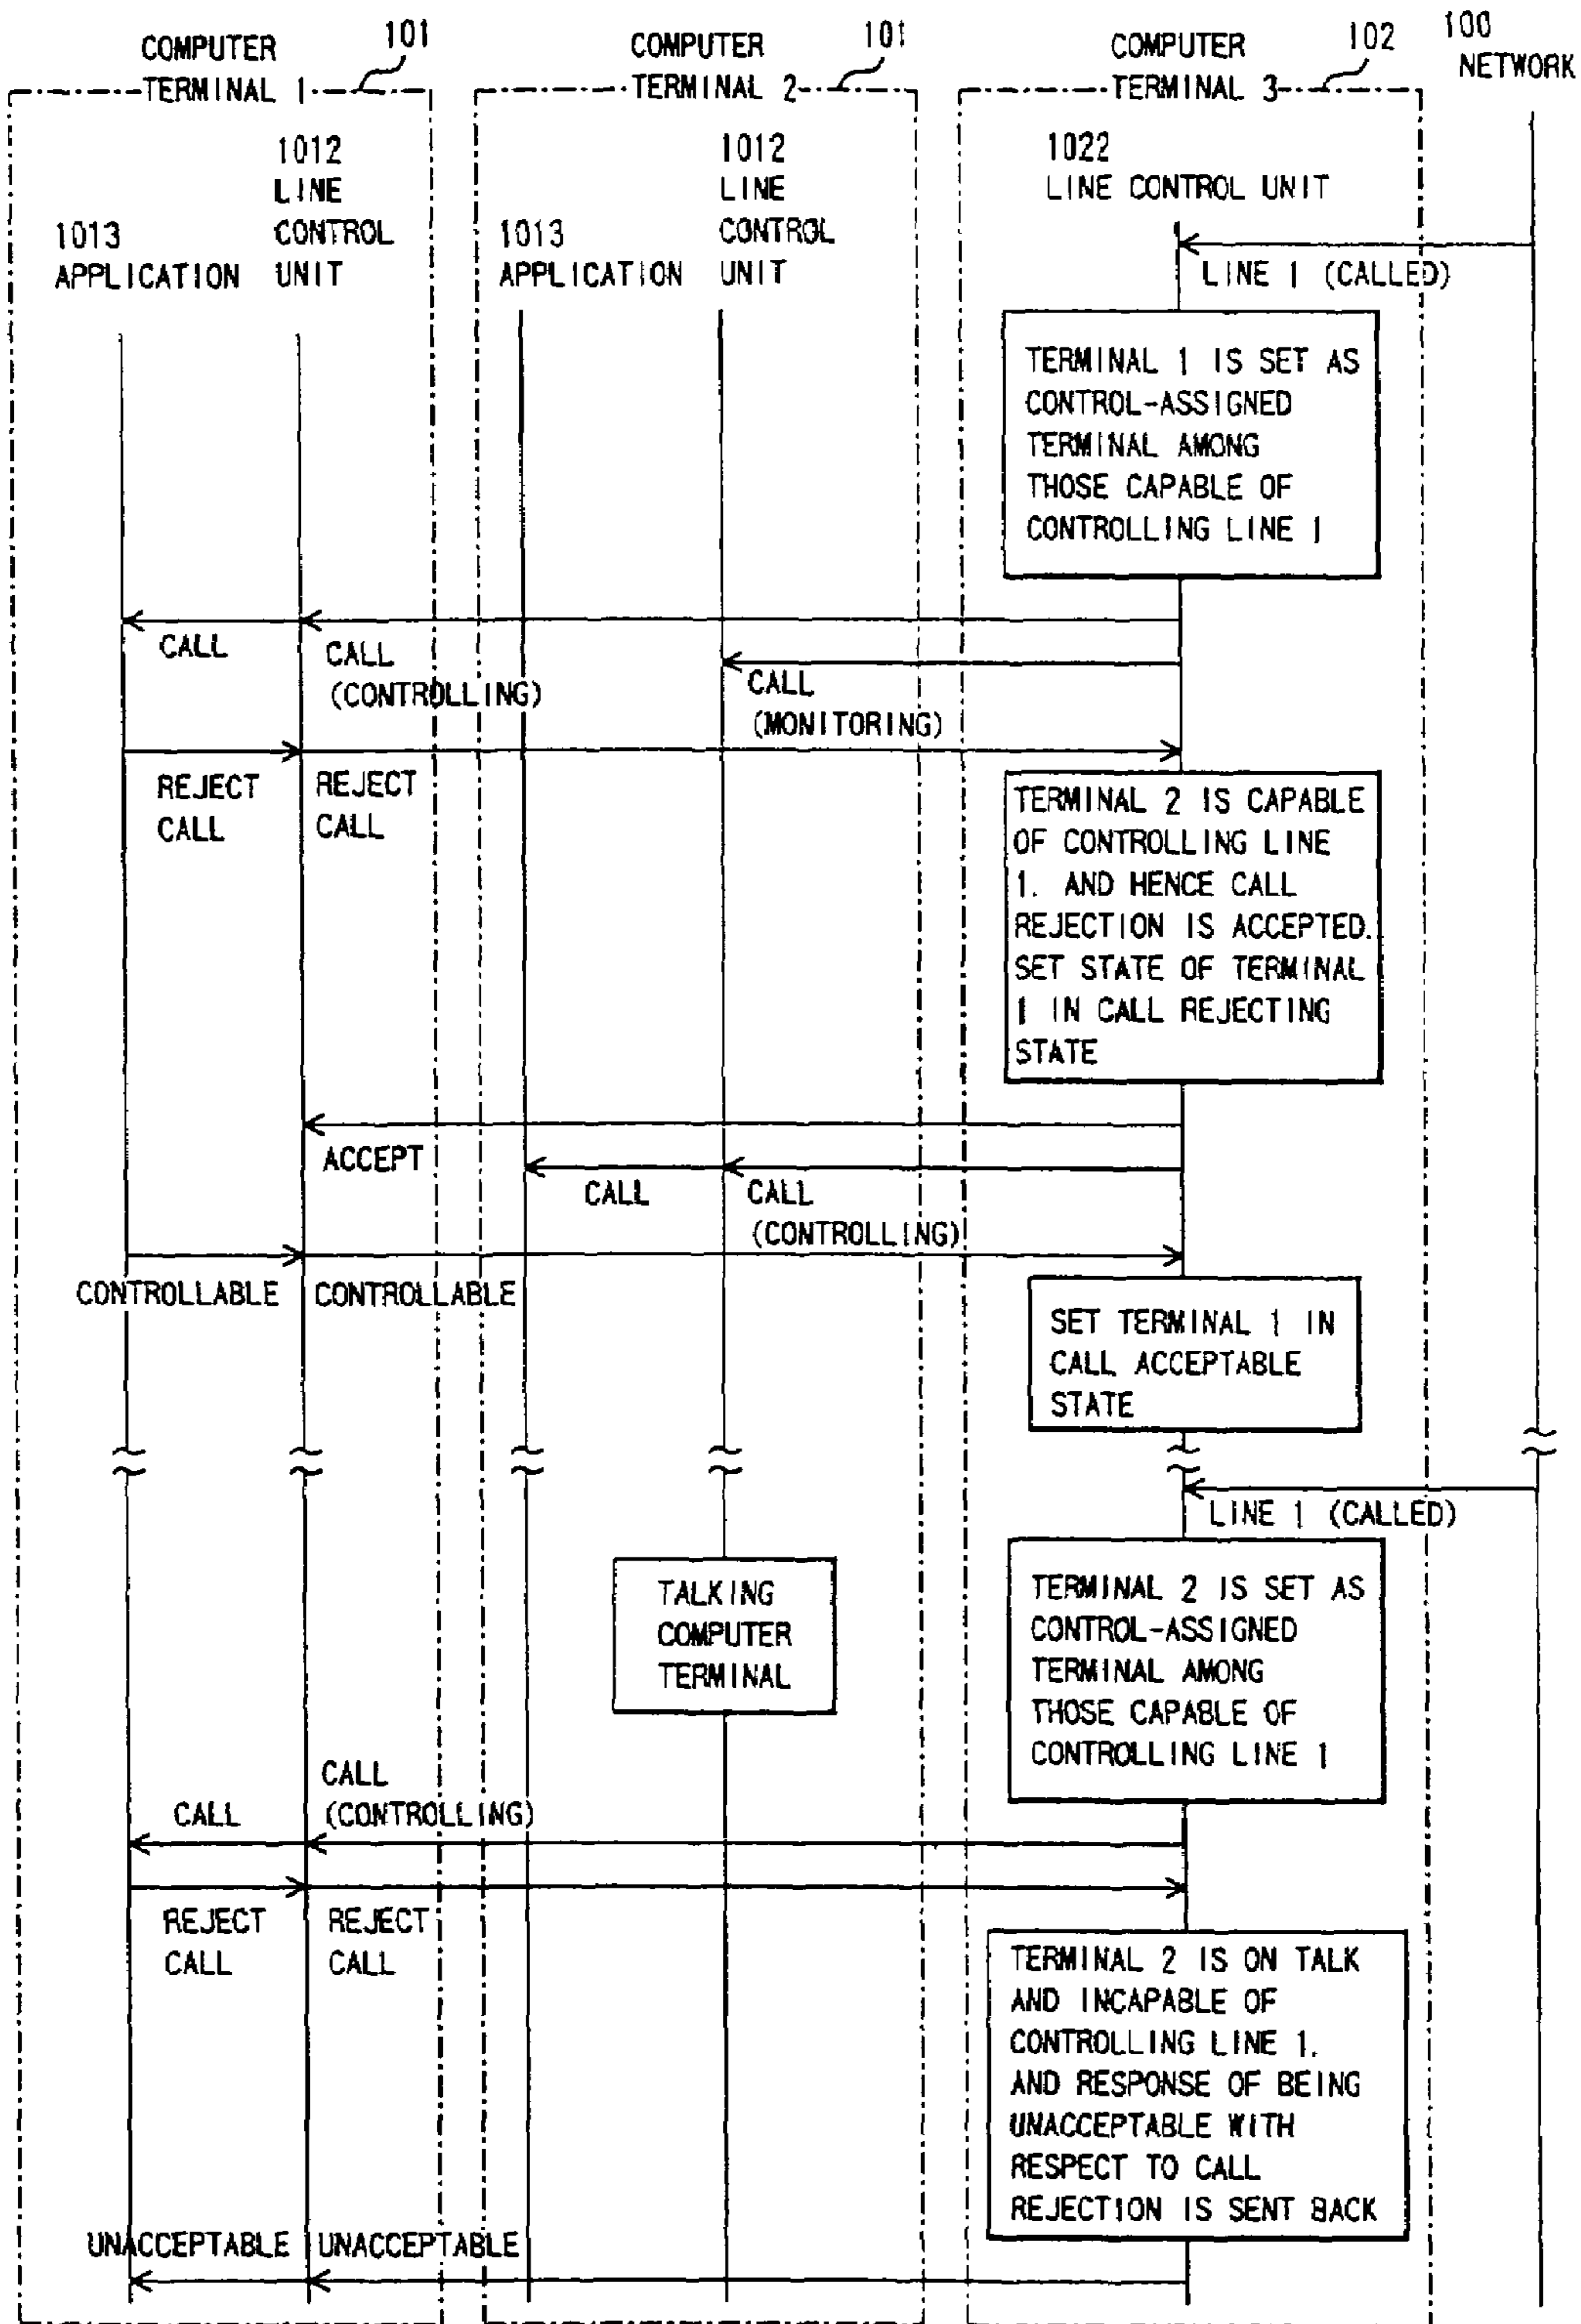 COMPUTER
TERMINAL 1
101
COMPUTER
TERMINAL 2
101
COMPUTER
TERMINAL 3
102
100
NETWORK
1013
APPLICATION
1012
LINE
CONTROL
UNIT
1013
APPLICATION
1012
LINE
CONTROL
UNIT
1022
LINE CONTROL UNIT
LINE 1 (CALLED)
TERMINAL 1 IS SET AS
CONTROL-ASSIGNED
TERMINAL AMONG
THOSE CAPABLE OF
CONTROLLING LINE 1
CALL
CALL
(CONTROLLING)
CALL
(MONITORING)
REJECT
CALL
REJECT
CALL
TERMINAL 2 IS CAPABLE
OF CONTROLLING LINE
1. AND HENCE CALL
REJECTION IS ACCEPTED.
SET STATE OF TERMINAL
1 IN CALL REJECTING
STATE
ACCEPT
CALL
CALL
(CONTROLLING)
CONTROLLABLE
CONTROLLABLE
SET TERMINAL 1 IN
CALL ACCEPTABLE
STATE
LINE 1 (CALLED)
TALKING
COMPUTER
TERMINAL
TERMINAL 2 IS SET AS
CONTROL-ASSIGNED
TERMINAL AMONG
THOSE CAPABLE OF
CONTROLLING LINE 1
CALL
CALL
(CONTROLLING)
REJECT
CALL
REJECT
CALL
TERMINAL 2 IS ON TALK
AND INCAPABLE OF
CONTROLLING LINE 1.
AND RESPONSE OF BEING
UNACCEPTABLE WITH
RESPECT TO CALL
REJECTION IS SENT BACK
UNACCEPTABLE
UNACCEPTABLE